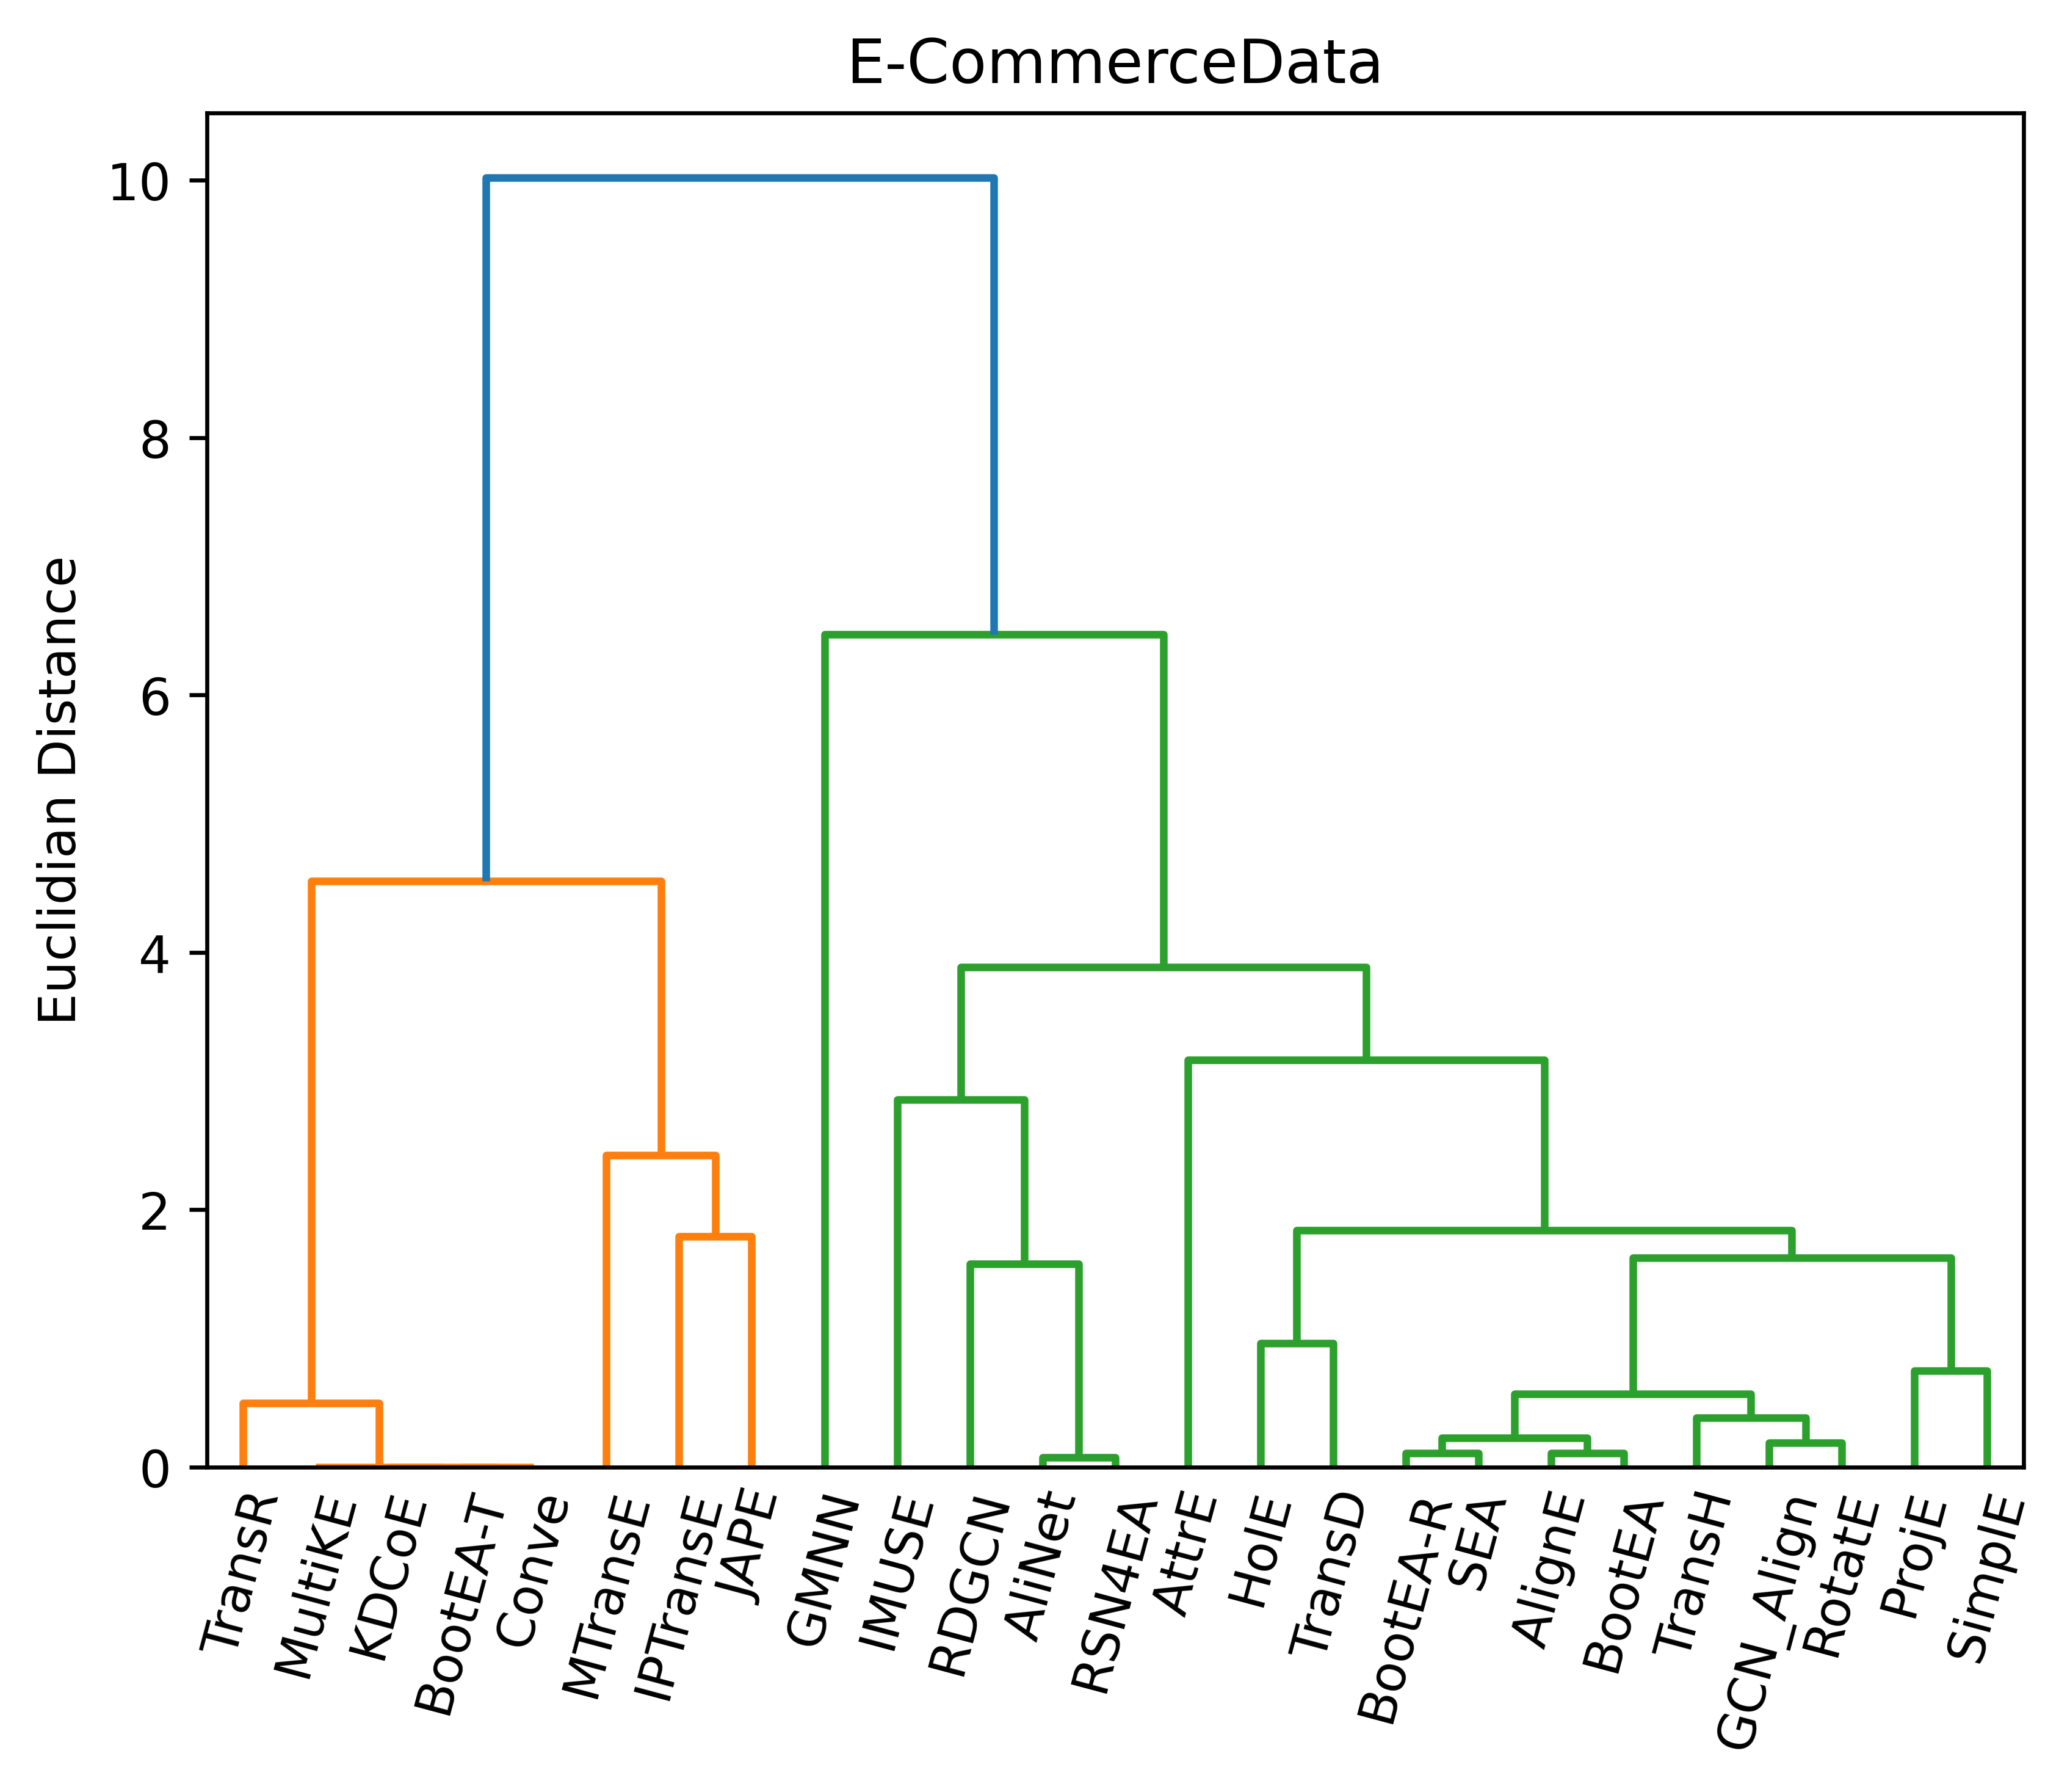 E-CommerceData
Euclidian Distance
10
8
6
4
2
0
TransR
MultiKE
KDCoE
BootEA-T
Conve
MTransE
IPTransE
JAPE
GMNN
IMUSE
RDGCN
AliNet
RSN4EA
AttrE
HolE
TransD
BootEA-R
SEA
AlignE
BootEA
TransH
GCN_Align
RotatE
ProjE
SimplE